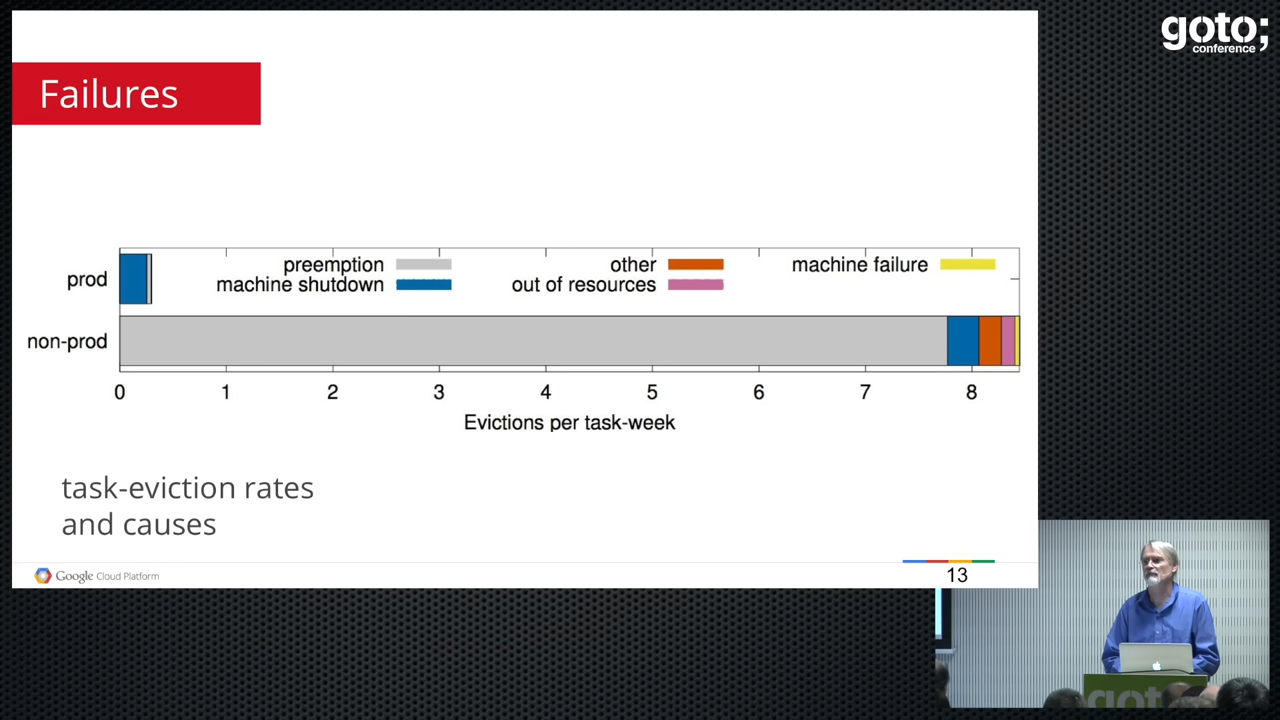 goto;
conference
Failures
prod
preemption
other
machine failure
machine shutdown
out of resources
non-prod
0 1 2 3 4 5 6 7 8
Evictions per task-week
task-eviction rates
and causes
Google Cloud Platform
13
goto